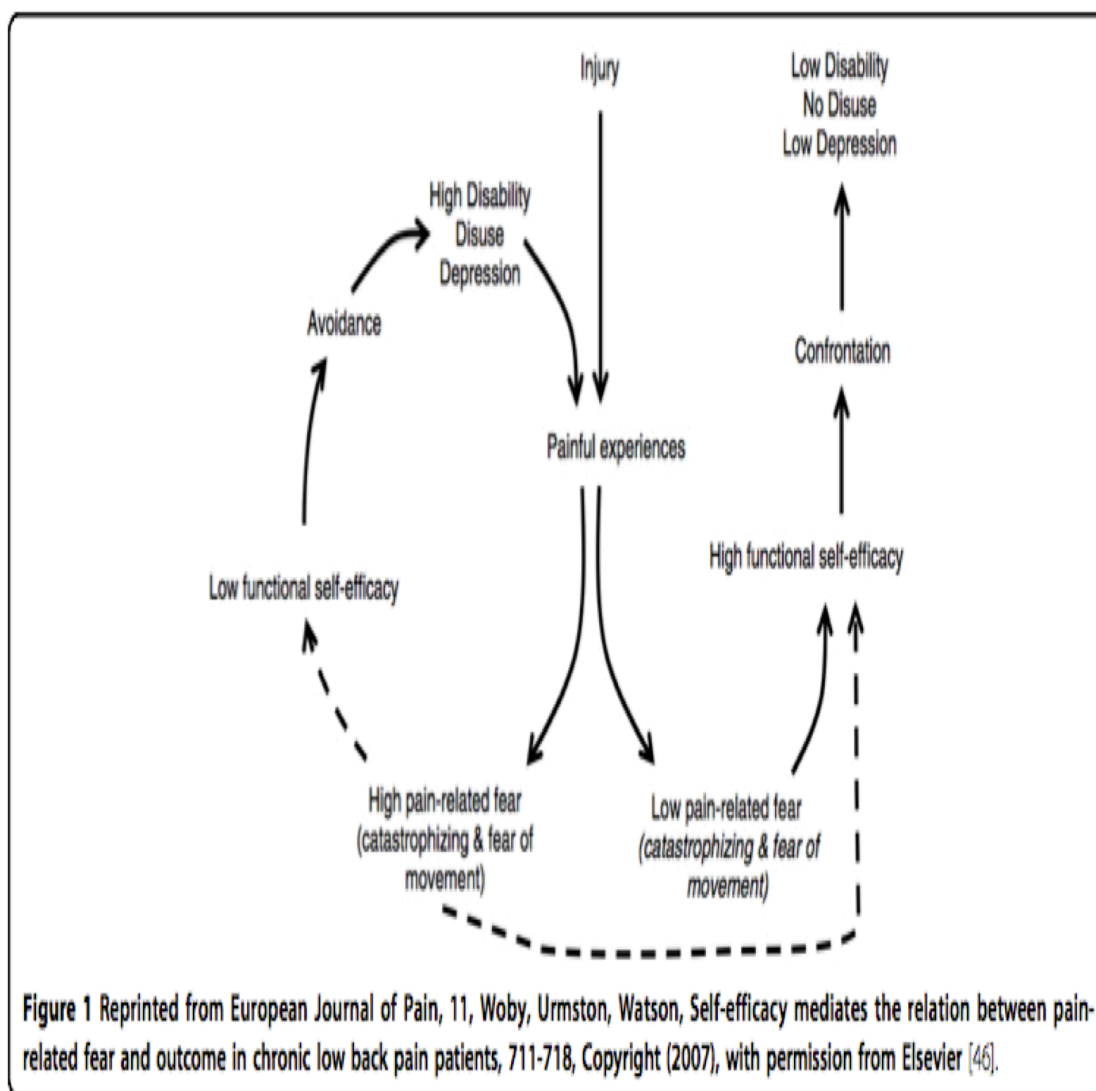 Injury
Low Disability
No Disuse
Low Depression
High Disability
Disuse
Depression
Avoidance
Confrontation
Painful experiences
High functional self-efficacy
Low functional self-efficacy
High pain-related fear
(catastrophizing & fear of
movement)
Low pain-related fear
(catastrophizing & fear of
movement)
Figure 1 Reprinted from European Journal of Pain, 11, Woby, Urmston, Watson, Self-efficacy mediates the relation between pain-
related fear and outcome in chronic low back pain patients, 711-718, Copyright (2007), with permission from Elsevier [46].